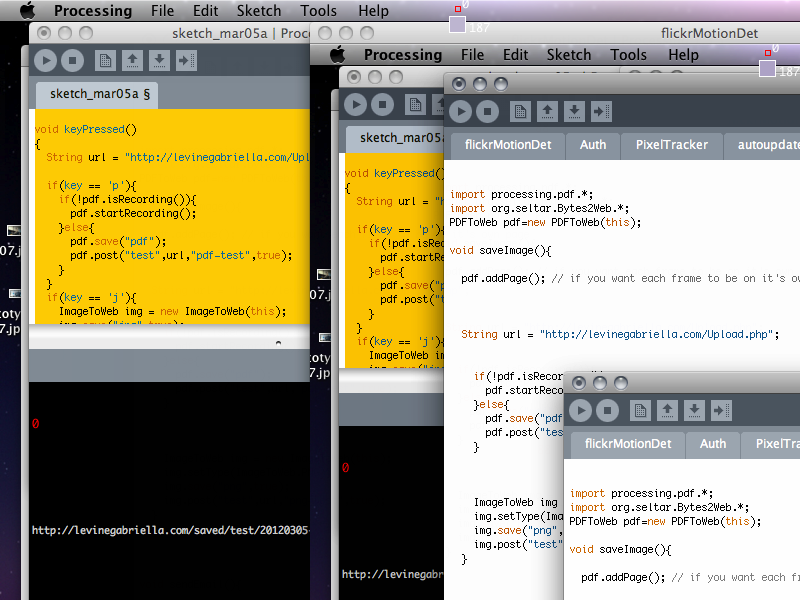 Processing File Edit Sketch Tools Help
0
187
sketch_mar05a | Proc
sketch_mar05a §
void keyPressed()
{
String url = "http://levinegabriella.com/Upl
if(key == 'p'){
if(!pdf.isRecording()){
pdf.startRecording();
}else{
pdf.save("pdf");
pdf.post("test",url,"pdf-test",true);
}
}
if(key == 'j'){
ImageToWeb img = new ImageToWeb(this);
07.j
7.jp
0
http://levinegabriella.com/saved/test/20120305-
flickrMotionDet
Processing File Edit Sketch Tools Help
0
187
sketch_mar05a
void keyPressed()
{
String url = "h
if(key == 'p'){
if(!pdf.isReco
pdf.startRe
}else{
pdf.save("p
pdf.post("t
}
}
if(key == 'j'){
ImageToWeb im
07.j
7.jp
0
http://levinegabr
flickrMotionDet Auth PixelTracker autoupdate
import processing.pdf.*;
import org.seltar.Bytes2Web.*;
PDFToWeb pdf=new PDFToWeb(this);
void saveImage(){
pdf.addPage(); // if you want each frame to be on it's ow
String url = "http://levinegabriella.com/Upload.php";
if(!pdf.isRecor
pdf.startReco
}else{
pdf.save("pdf
pdf.post("tes
}
ImageToWeb img
img.setType(Ima
img.save("png",
img.post("test"
}
flickrMotionDet Auth PixelTra
import processing.pdf.*;
import org.seltar.Bytes2Web.*;
PDFToWeb pdf=new PDFToWeb(this);
void saveImage(){
pdf.addPage(); // if you want each fr